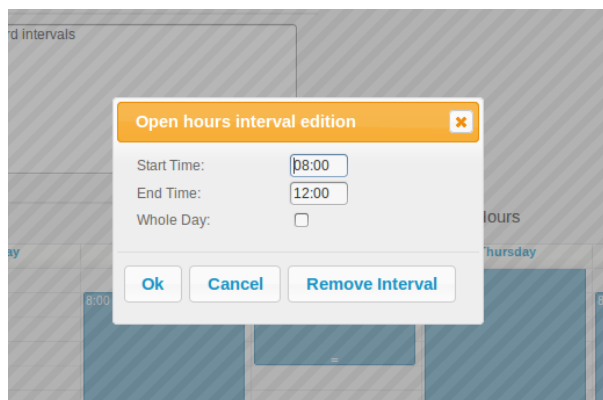 rd intervals
Open hours interval edition
Start Time:
08:00
End Time:
12:00
Whole Day:
Hours
ay
Thursday
8:00
8
Ok
Cancel
Remove Interval